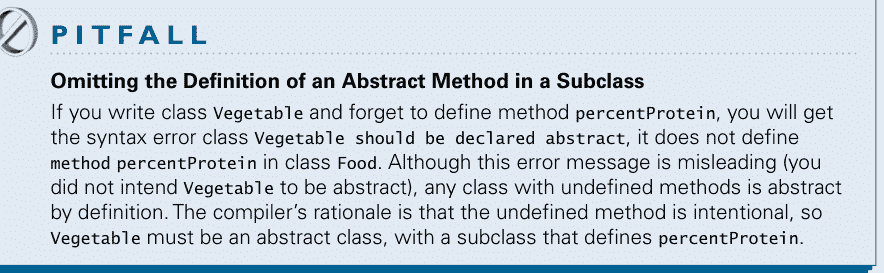 PITFALL
Omitting the Definition of an Abstract Method in a Subclass
If you write class Vegetable and forget to define method percentProtein, you will get
the syntax error class Vegetable should be declared abstract, it does not define
method percentProtein in class Food. Although this error message is misleading (you
did not intend Vegetable to be abstract), any class with undefined methods is abstract
by definition. The compiler’s rationale is that the undefined method is intentional, so
Vegetable must be an abstract class, with a subclass that defines percentProtein.